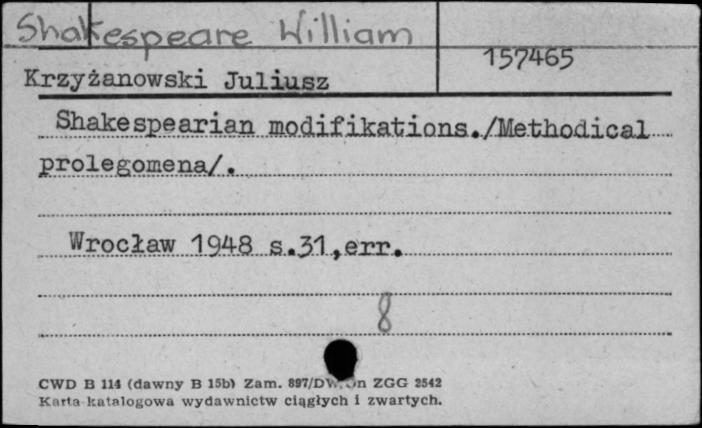 Shakespeare William
157465
Krzyżanowski Juliusz
Shakespearian modifikations./Methodical
prolegomena/.
Wrocław 1948 s.31,err.
8
CWD B 114 (dawny B 15b) Zam. 897/DW ZGG 2542
Karta katalogowa wydawnictw ciągłych i zwartych.